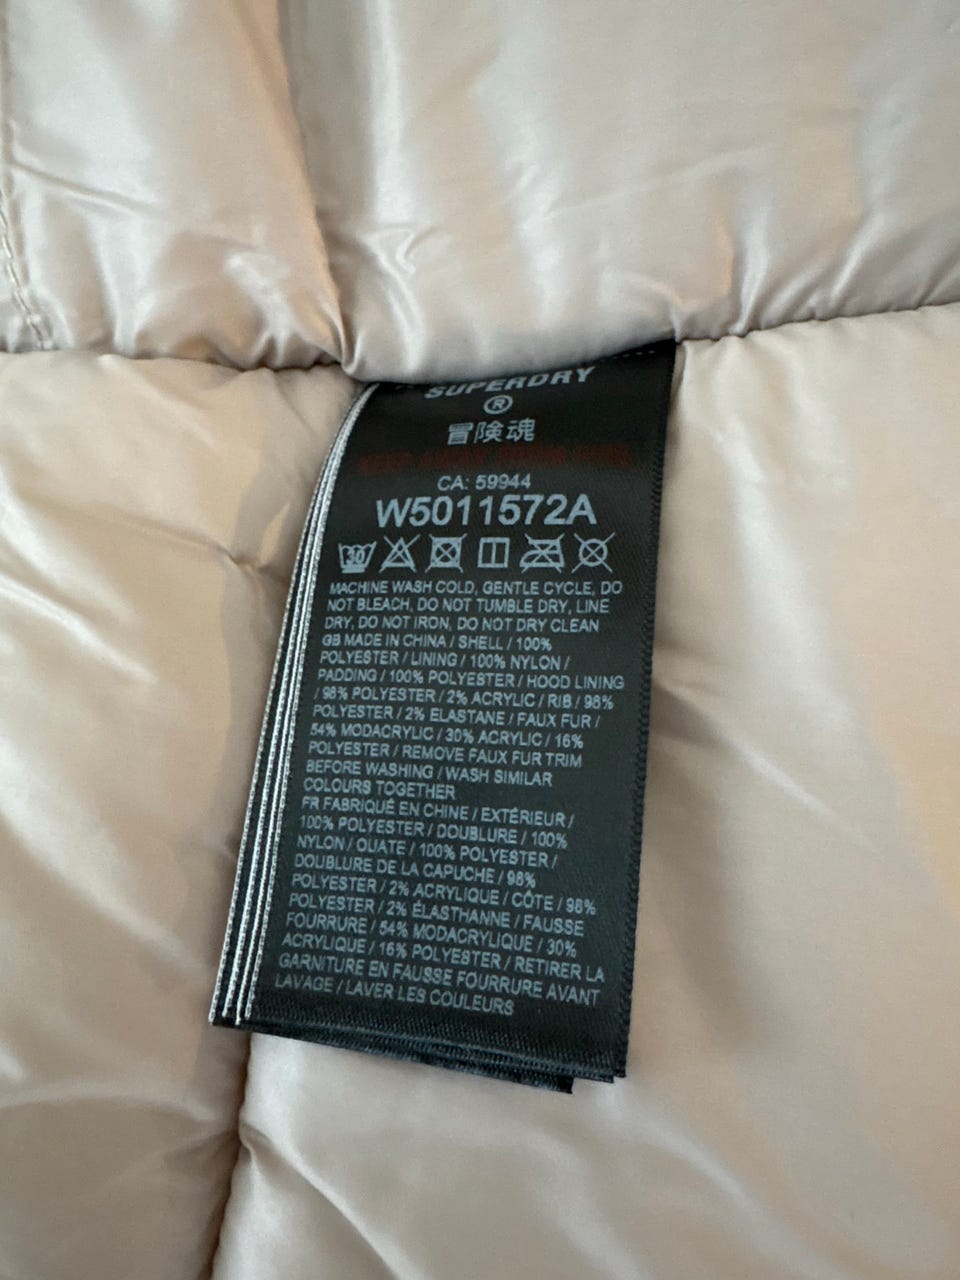 SUPERDRY
®
冒険魂
CA: 59944
W5011572A
30
MACHINE WASH COLD, GENTLE CYCLE, DO
NOT BLEACH, DO NOT TUMBLE DRY, LINE
DRY, DO NOT IRON, DO NOT DRY CLEAN
GB MADE IN CHINA / SHELL / 100%
POLYESTER / LINING / 100% NYLON /
PADDING / 100% POLYESTER / HOOD LINING
/ 98% POLYESTER / 2% ACRYLIC / RIB / 98%
POLYESTER / 2% ELASTANE / FAUX FUR /
54% MODACRYLIC / 30% ACRYLIC / 16%
POLYESTER / REMOVE FAUX FUR TRIM
BEFORE WASHING / WASH SIMILAR
COLOURS TOGETHER
FR FABRIQUÉ EN CHINE / EXTÉRIEUR /
100% POLYESTER / DOUBLURE / 100%
NYLON / OUATE / 100% POLYESTER /
DOUBLURE DE LA CAPUCHE / 98%
POLYESTER / 2% ACRYLIQUE / CÔTE / 98%
POLYESTER / 2% ÉLASTHANNE / FAUSSE
FOURRURE / 54% MODACRYLIQUE / 30%
ACRYLIQUE / 16% POLYESTER / RETIRER LA
GARNITURE EN FAUSSE FOURRURE AVANT
LAVAGE / LAVER LES COULEURS